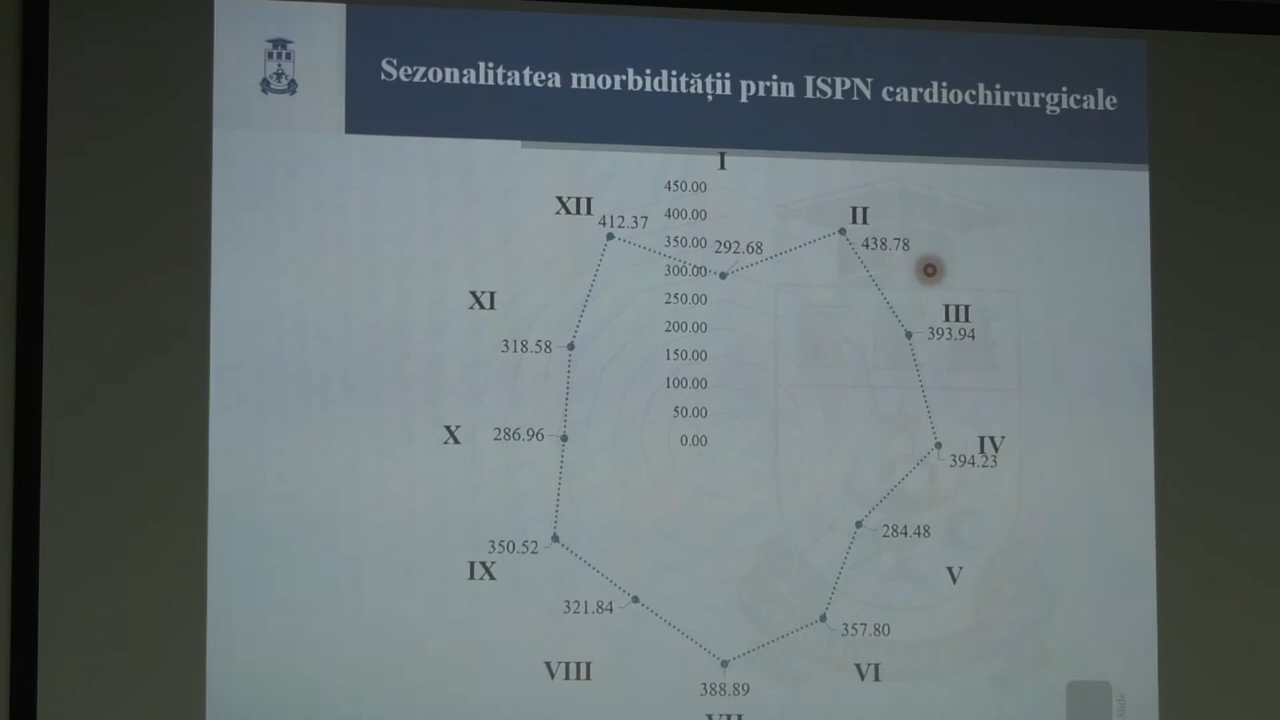 Sezonalitatea morbidității prin ISPN cardiochirurgicale
I
450.00
XII
412.37
400.00
II
350.00
292.68
438.78
300.00
XI
250.00
III
200.00
393.94
318.58
150.00
100.00
50.00
X
286.96
0.00
IV
394.23
284.48
350.52
IX
V
321.84
357.80
VIII
VI
388.89
VII
Slide